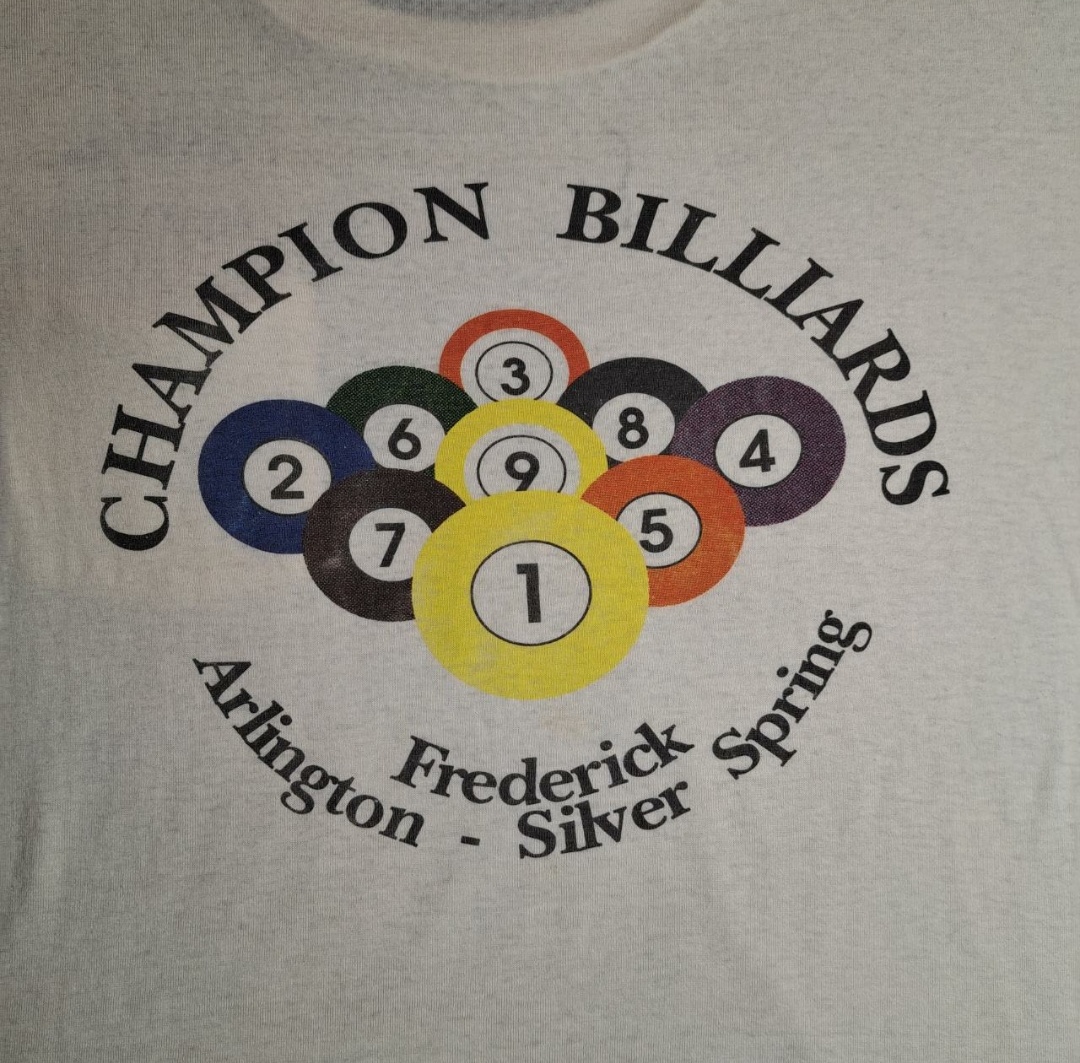 CHAMPION BILLIARDS
3
6 8
2 9 4
7 5
1
Frederick
Arlington - Silver Spring